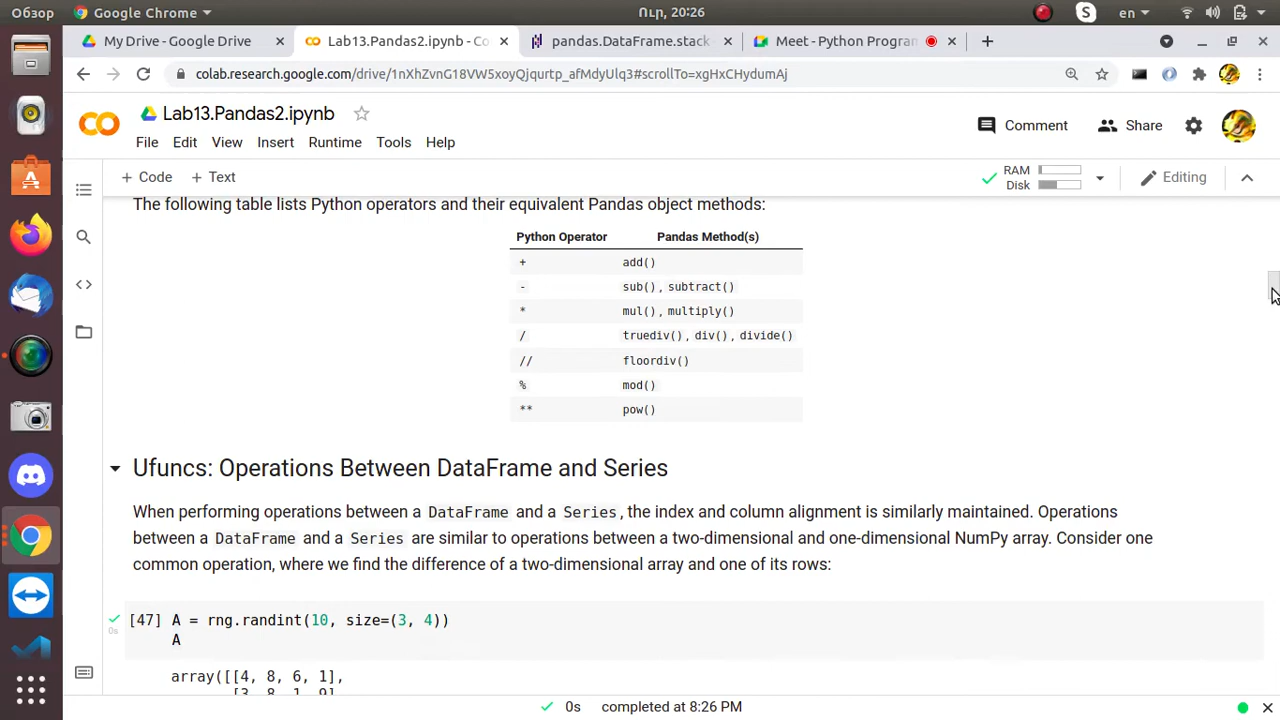 Обзор
Google Chrome
Ուր, 20:26
en
My Drive - Google Drive
Lab13.Pandas2.ipynb - Co
pandas.DataFrame.stack
Meet - Python Progra
colab.research.google.com/drive/1nXhZvnG18VW5xoyQjqurtp_afMdyUlq3#scrollTo=xgHxCHydumAj
Lab13.Pandas2.ipynb
Comment
Share
File Edit View Insert Runtime Tools Help
+ Code + Text
RAM
Disk
Editing
The following table lists Python operators and their equivalent Pandas object methods:
Python Operator Pandas Method(s)
+ add()
- sub(), subtract()
* mul(), multiply()
/ truediv(), div(), divide()
// floordiv()
% mod()
** pow()
Ufuncs: Operations Between DataFrame and Series
When performing operations between a DataFrame and a Series, the index and column alignment is similarly maintained. Operations
between a DataFrame and a Series are similar to operations between a two-dimensional and one-dimensional NumPy array. Consider one
common operation, where we find the difference of a two-dimensional array and one of its rows:
[47] A = rng.randint(10, size=(3, 4))
A
0s
array([[4, 8, 6, 1],
[3, 8, 1, 9]
0s completed at 8:26 PM